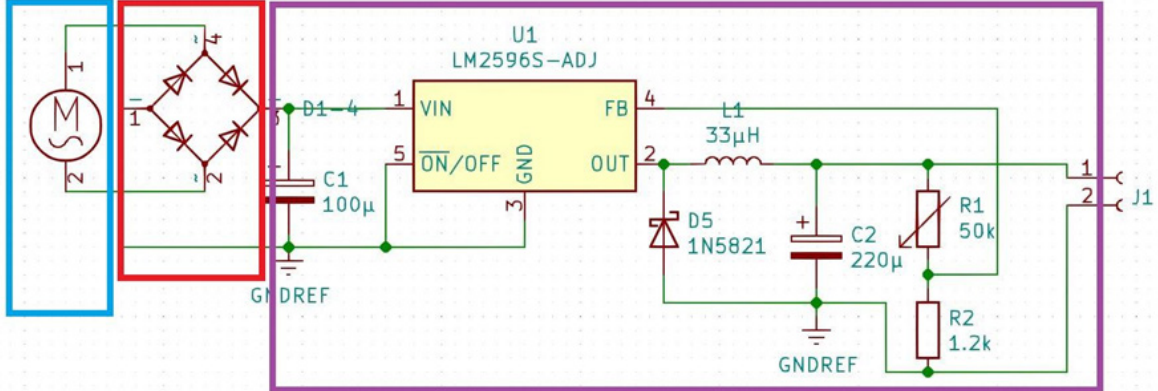 U1
LM2596S-ADJ
~
4
1
M
2
~
2
−
1
3
D1-4
1
VIN
FB
4
5
ON/OFF
GND
OUT
2
3
C1
100µ
GNDREF
L1
33µH
D5
1N5821
+
C2
220µ
GNDREF
R1
50k
R2
1.2k
1
2
J1